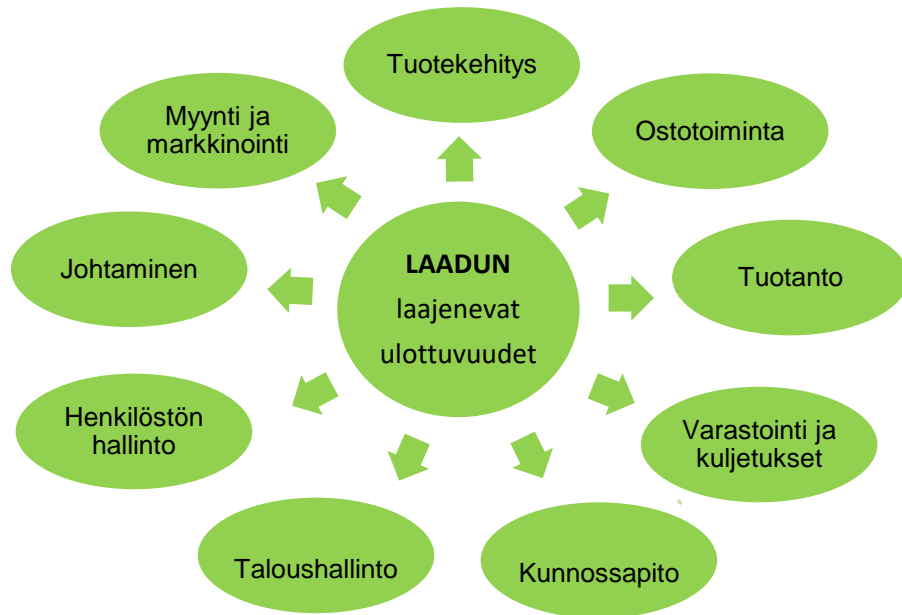 Tuotekehitys
Myynti ja
markkinointi
Ostotoiminta
Johtaminen
LAADUN
laajenevat
ulottuvuudet
Tuotanto
Henkilöstön
hallinto
Varastointi ja
kuljetukset
Taloushallinto
Kunnossapito